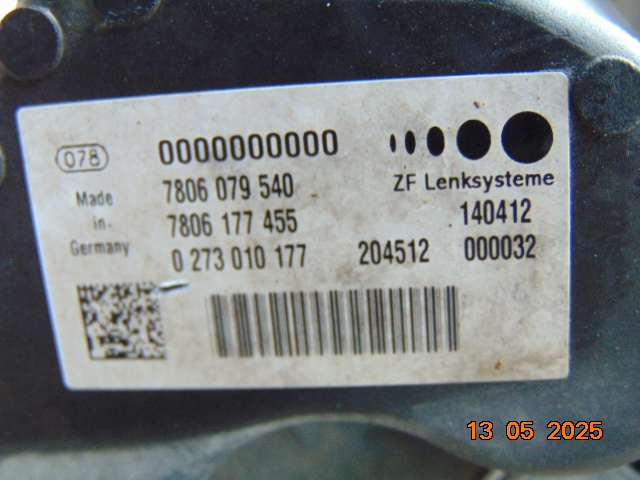 078 0000000000
ZF Lenksysteme
Made in Germany
7806 079 540
7806 177 455 140412
0 273 010 177 204512 000032
13 05 2025